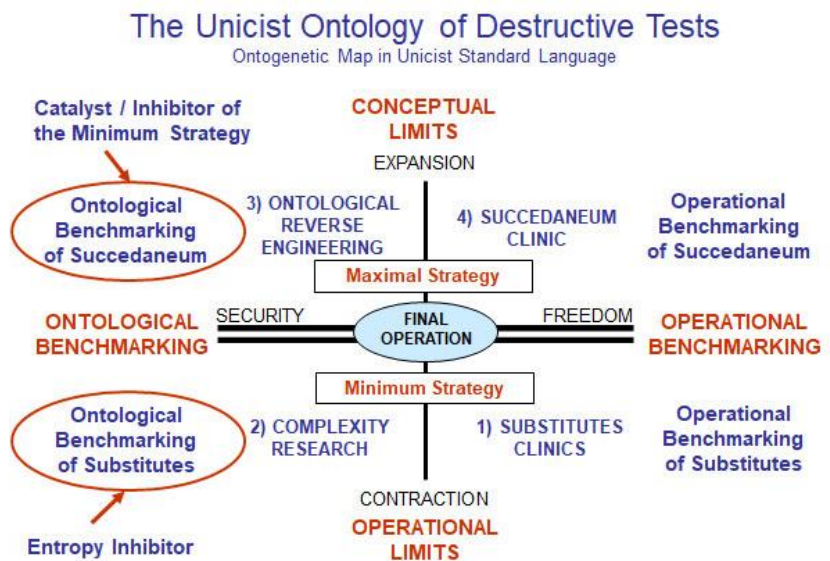 The Unicist Ontology of Destructive Tests
Ontogenetic Map in Unicist Standard Language
Catalyst / Inhibitor of
the Minimum Strategy
CONCEPTUAL
LIMITS
EXPANSION
Ontological
Benchmarking
of Succedaneum
3) ONTOLOGICAL
REVERSE
ENGINEERING
4) SUCCEDANEUM
CLINIC
Operational
Benchmarking
of Succedaneum
Maximal Strategy
ONTOLOGICAL
BENCHMARKING
SECURITY
FINAL
OPERATION
FREEDOM
OPERATIONAL
BENCHMARKING
Minimum Strategy
Ontological
Benchmarking
of Substitutes
2) COMPLEXITY
RESEARCH
1) SUBSTITUTES
CLINICS
Operational
Benchmarking
of Substitutes
CONTRACTION
OPERATIONAL
LIMITS
Entropy Inhibitor